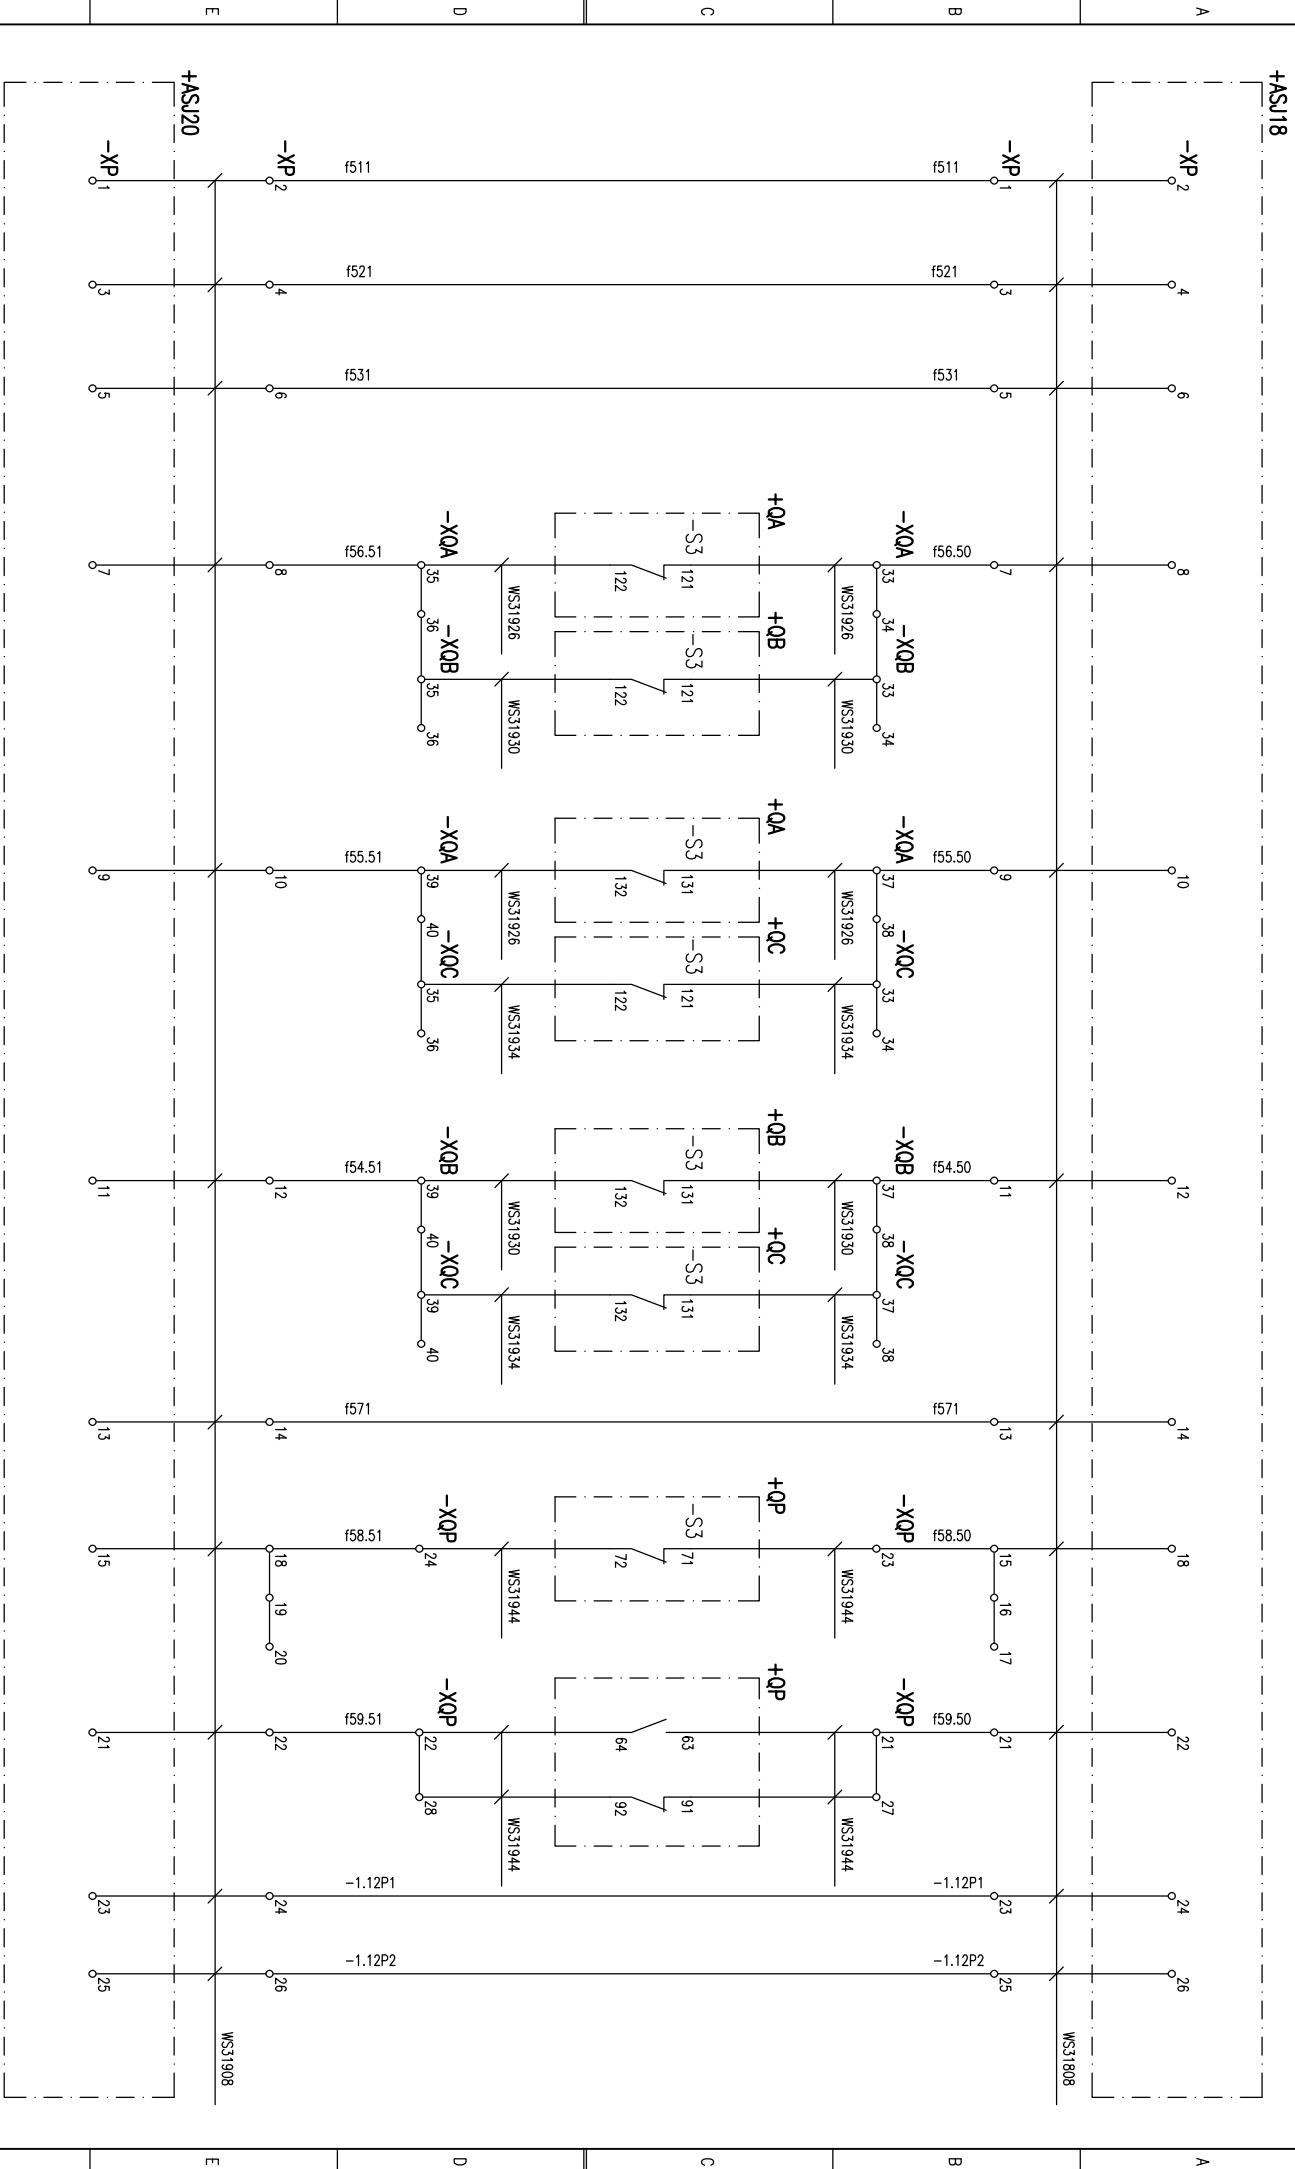 A
B
C
D
E
+ASJ18
-XP
2 4 6 8 10 12 14 18 22 24 26
WS31808
-XP
1 3 5 7 9 11 13 15 16 17 21 23 25
f511 f521 f531 f56.50 f55.50 f54.50 f571 f58.50 f59.50 -1.12P1 -1.12P2
-XQA -XQB -XQA -XQC -XQB -XQC -XQP -XQP
33 34 33 34 37 38 33 34 37 38 37 38 23 21 27
WS31926 WS31930 WS31926 WS31934 WS31930 WS31934 WS31944 WS31944
+QA +QB +QA +QC +QB +QC +QP +QP
-S3 -S3 -S3 -S3 -S3 -S3 -S3
121 121 131 121 131 131 71 63 91
122 122 132 122 132 132 72 64 92
WS31926 WS31930 WS31926 WS31934 WS31930 WS31934 WS31944 WS31944
-XQA -XQB -XQA -XQC -XQB -XQC -XQP -XQP
35 36 35 36 39 40 35 36 39 40 39 40 24 22 28
f511 f521 f531 f56.51 f55.51 f54.51 f571 f58.51 f59.51 -1.12P1 -1.12P2
-XP
2 4 6 8 10 12 14 18 19 20 22 24 26
WS31908
+ASJ20
-XP
1 3 5 7 9 11 13 15 21 23 25
A
B
C
D
E